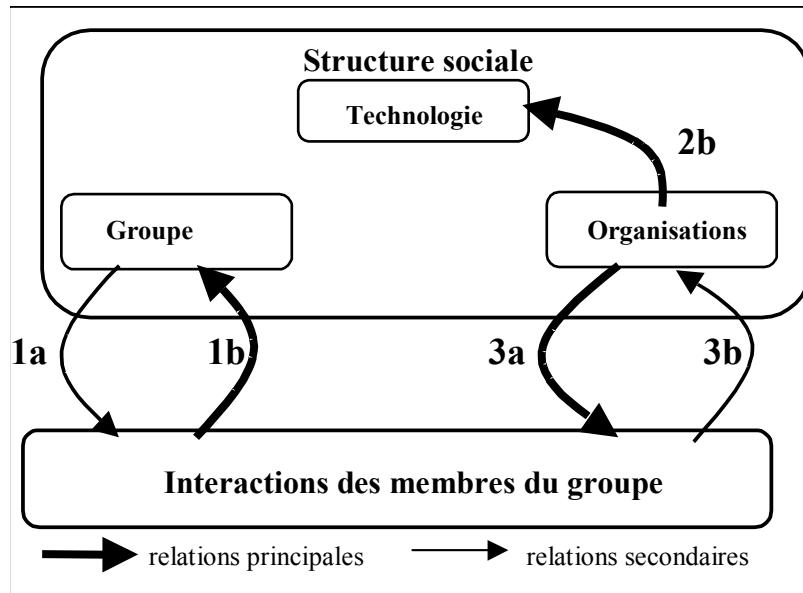 Structure sociale
Technologie
2b
Groupe
Organisations
1a
1b
3a
3b
Interactions des membres du groupe
relations principales
relations secondaires